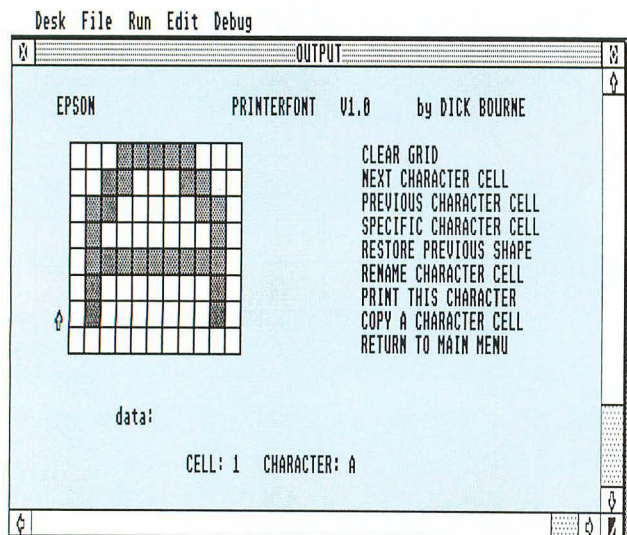 Desk File Run Edit Debug
OUTPUT
EPSON PRINTERFONT V1.0 by DICK BOURNE
CLEAR GRID
NEXT CHARACTER CELL
PREVIOUS CHARACTER CELL
SPECIFIC CHARACTER CELL
RESTORE PREVIOUS SHAPE
RENAME CHARACTER CELL
PRINT THIS CHARACTER
COPY A CHARACTER CELL
RETURN TO MAIN MENU
data:
CELL: 1 CHARACTER: A